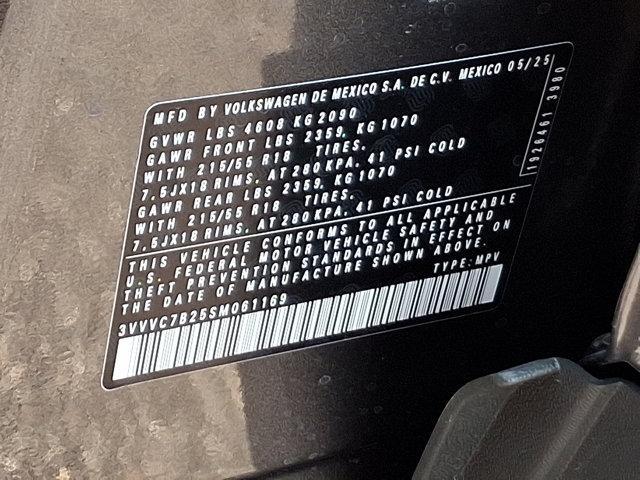 MFD BY VOLKSWAGEN DE MEXICO S.A. DE C.V. MEXICO 05/25
GVWR LBS 4608 KG 2090
GAWR FRONT LBS 2359, KG 1070
WITH 215/55 R18 TIRES,
7.5JX18 RIMS, AT 280 KPA, 41 PSI COLD
GAWR REAR LBS 2359, KG 1070
WITH 215/55 R18 TIRES,
7.5JX18 RIMS, AT 280 KPA, 41 PSI COLD
THIS VEHICLE CONFORMS TO ALL APPLICABLE
U.S. FEDERAL MOTOR VEHICLE SAFETY AND
THEFT PREVENTION STANDARDS IN EFFECT ON
THE DATE OF MANUFACTURE SHOWN ABOVE.
3VVVC7B25SM061169 TYPE: MPV
1926461 3980